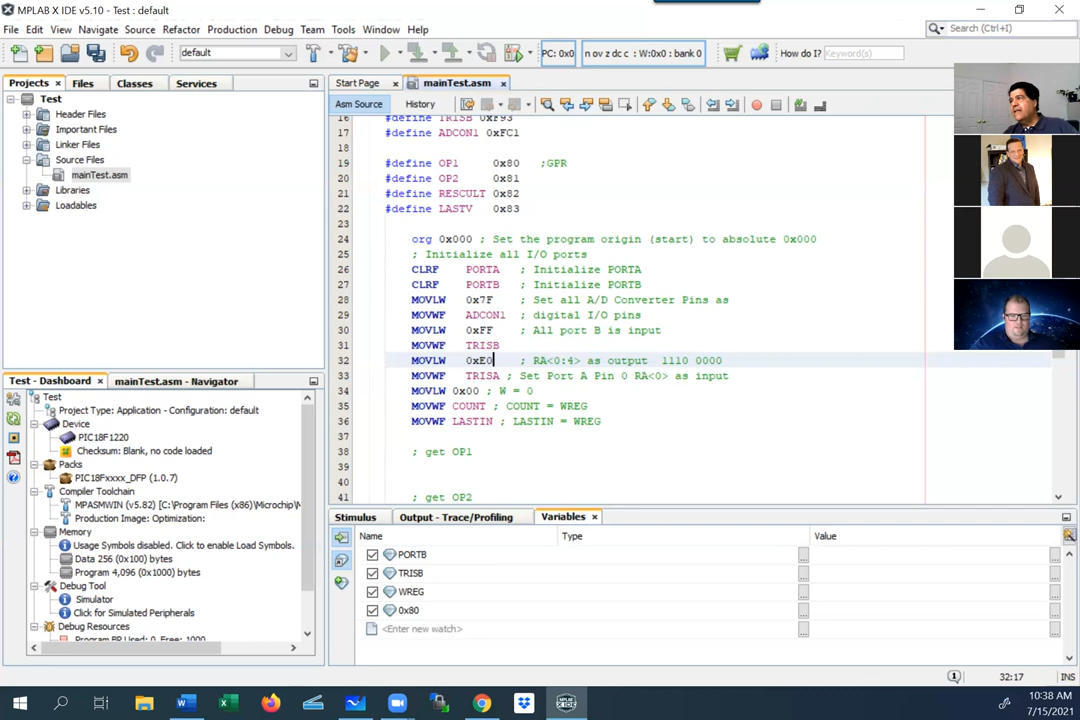 MPLAB X IDE v5.10 - Test : default
File Edit View Navigate Source Refactor Production Debug Team Tools Window Help
Search (Ctrl+I)
default
PC: 0x0
n ov z dc c : W:0x0 : bank 0
How do I?
Keyword(s)
Projects
Files
Classes
Services
Start Page
mainTest.asm
Asm Source
History
Test
Header Files
Important Files
Linker Files
Source Files
mainTest.asm
Libraries
Loadables
16 #define TRISB 0xF93
17 #define ADCON1 0xFC1
18
19 #define OP1 0x80 ;GPR
20 #define OP2 0x81
21 #define RESCULT 0x82
22 #define LASTV 0x83
23
24 org 0x000 ; Set the program origin (start) to absolute 0x000
25 ; Initialize all I/O ports
26 CLRF PORTA ; Initialize PORTA
27 CLRF PORTB ; Initialize PORTB
28 MOVLW 0x7F ; Set all A/D Converter Pins as
29 MOVWF ADCON1 ; digital I/O pins
30 MOVLW 0xFF ; All port B is input
31 MOVWF TRISB
32 MOVLW 0xE0 ; RA<0:4> as output 1110 0000
33 MOVWF TRISA ; Set Port A Pin 0 RA<0> as input
34 MOVLW 0x00 ; W = 0
35 MOVWF COUNT ; COUNT = WREG
36 MOVWF LASTIN ; LASTIN = WREG
37
38 ; get OP1
39
40
41 ; get OP2
Test - Dashboard
mainTest.asm - Navigator
Test
Project Type: Application - Configuration: default
Device
PIC18F1220
Checksum: Blank, no code loaded
Packs
PIC18Fxxxx_DFP (1.0.7)
Compiler Toolchain
MPASMWIN (v5.82) [C:\Program Files (x86)\Microchip\M
Production Image: Optimization:
Memory
Usage Symbols disabled. Click to enable Load Symbols.
Data 256 (0x100) bytes
Program 4,096 (0x1000) bytes
Debug Tool
Simulator
Click for Simulated Peripherals
Debug Resources
Program BP Used: 0 Free: 1000
Stimulus
Output - Trace/Profiling
Variables
Name Type Value
PORTB
TRISB
WREG
0x80
<Enter new watch>
1
32:17
INS
10:38 AM
7/15/2021